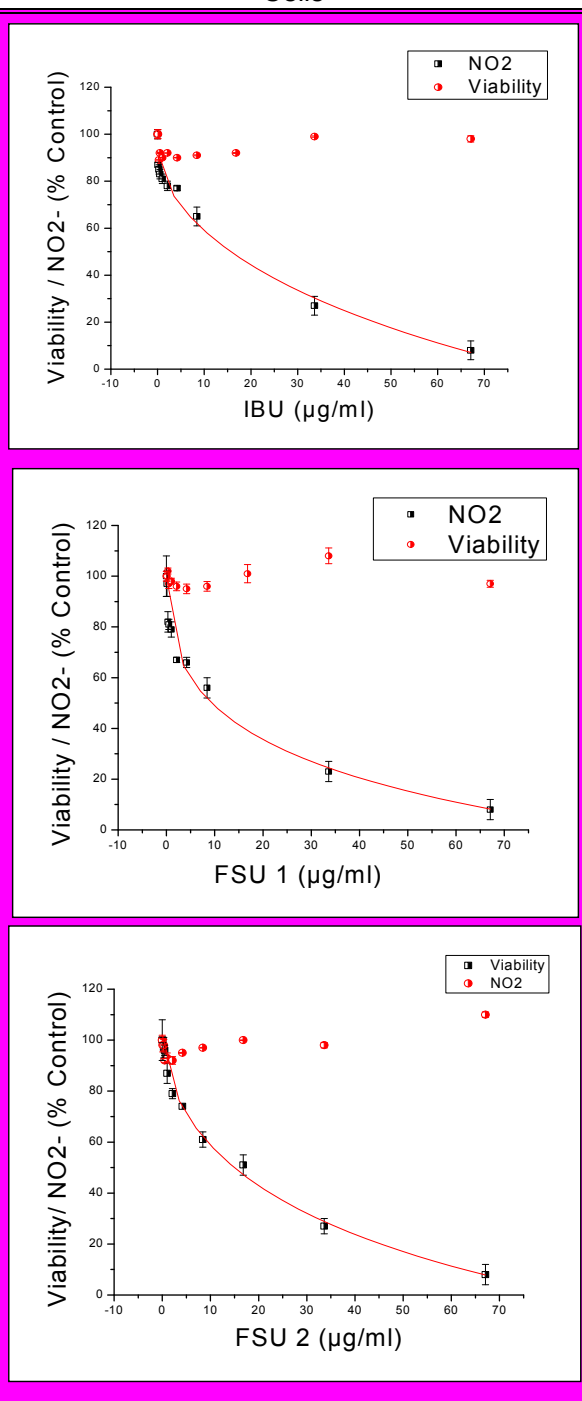 Cells
NO2
Viability
Viability / NO2- (% Control)
120
100
80
60
40
20
0
-10 0 10 20 30 40 50 60 70
IBU (µg/ml)
NO2
Viability
Viability / NO2- (% Control)
120
100
80
60
40
20
0
-10 0 10 20 30 40 50 60 70
FSU 1 (µg/ml)
Viability
NO2
Viability/ NO2- (% Control)
120
100
80
60
40
20
0
-10 0 10 20 30 40 50 60 70
FSU 2 (µg/ml)